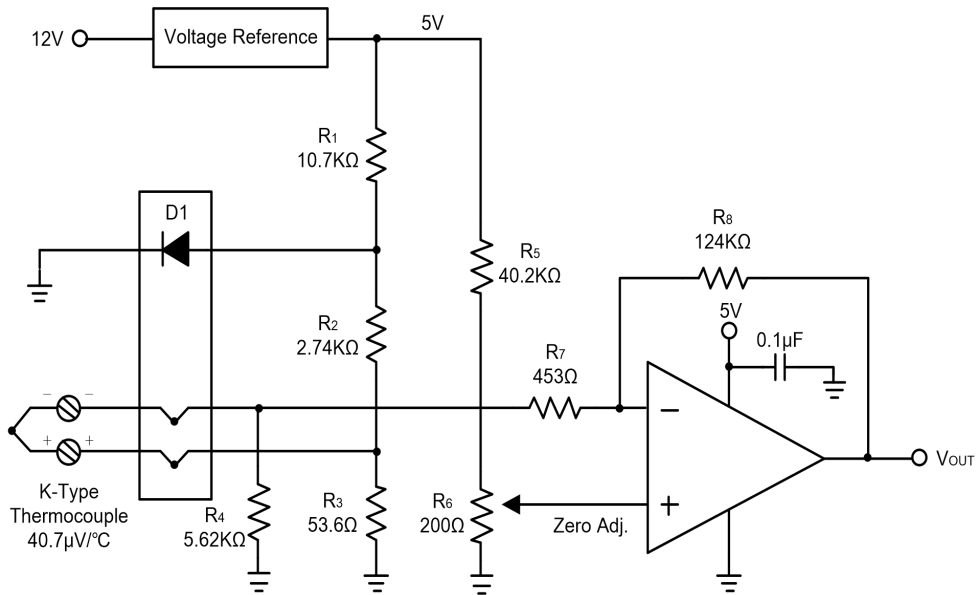 12V
Voltage Reference
5V
R1
10.7KΩ
D1
R8
124KΩ
R5
40.2KΩ
5V
R2
2.74KΩ
0.1µF
R7
453Ω
− −
−
+ +
VOUT
K-Type
Thermocouple
40.7µV/℃
R4
5.62KΩ
R3
53.6Ω
R6
200Ω
+
Zero Adj.